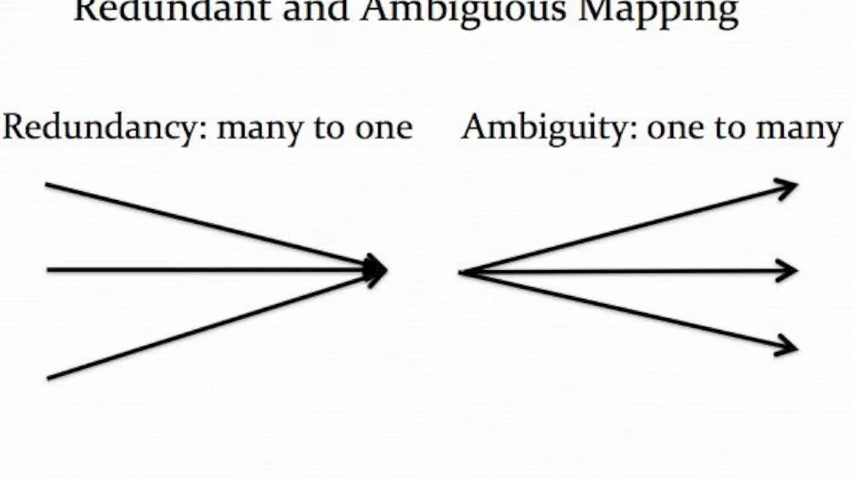 Redundant and Ambiguous Mapping
Redundancy: many to one
Ambiguity: one to many